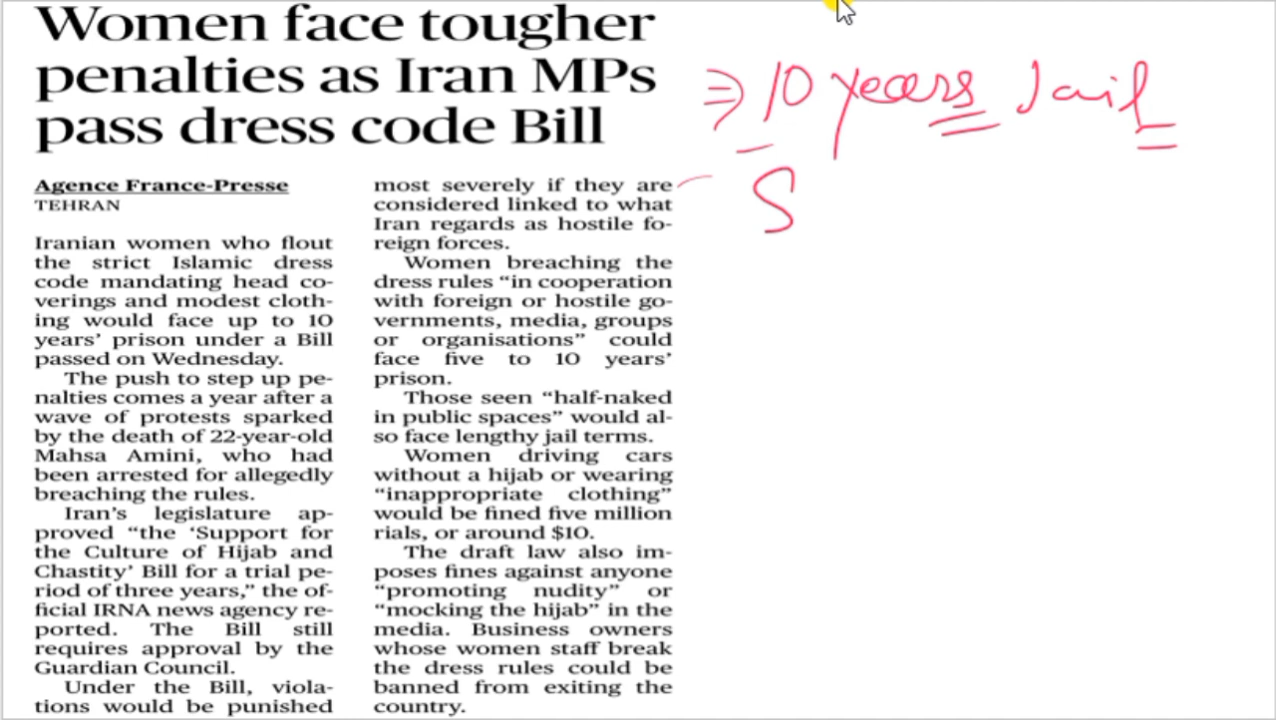 Women face tougher
penalties as Iran MPs
pass dress code Bill
⇒ 10 years Jail
S
Agence France-Presse
TEHRAN
Iranian women who flout
the strict Islamic dress
code mandating head co-
verings and modest cloth-
ing would face up to 10
years' prison under a Bill
passed on Wednesday.
The push to step up pe-
nalties comes a year after a
wave of protests sparked
by the death of 22-year-old
Mahsa Amini, who had
been arrested for allegedly
breaching the rules.
Iran's legislature ap-
proved “the ‘Support for
the Culture of Hijab and
Chastity’ Bill for a trial pe-
riod of three years,” the of-
ficial IRNA news agency re-
ported. The Bill still
requires approval by the
Guardian Council.
Under the Bill, viola-
tions would be punished
most severely if they are
considered linked to what
Iran regards as hostile fo-
reign forces.
Women breaching the
dress rules “in cooperation
with foreign or hostile go-
vernments, media, groups
or organisations” could
face five to 10 years’
prison.
Those seen “half-naked
in public spaces” would al-
so face lengthy jail terms.
Women driving cars
without a hijab or wearing
“inappropriate clothing”
would be fined five million
rials, or around $10.
The draft law also im-
poses fines against anyone
“promoting nudity” or
“mocking the hijab” in the
media. Business owners
whose women staff break
the dress rules could be
banned from exiting the
country.